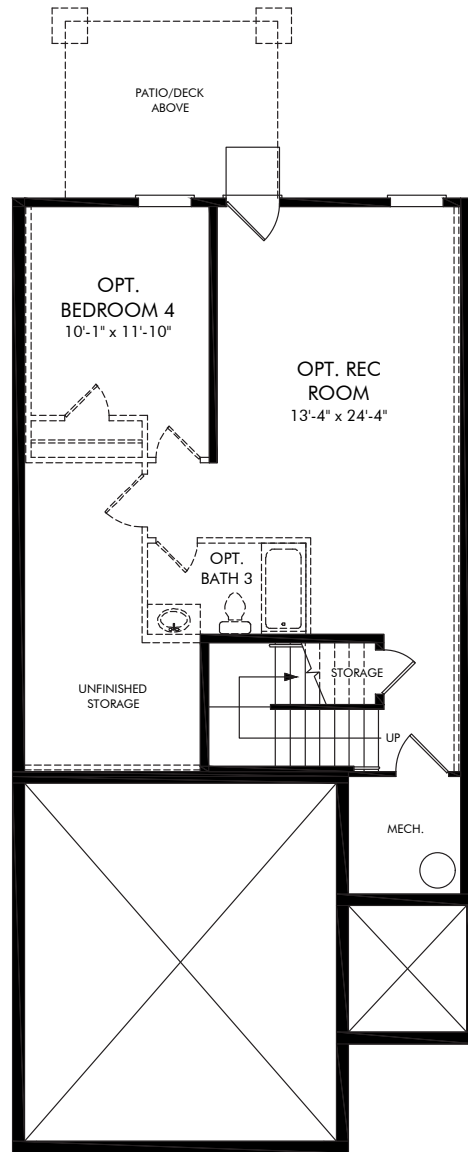 PATIO/DECK
ABOVE
OPT.
BEDROOM 4
10'-1" x 11'-10"
OPT. REC
ROOM
13'-4" x 24'-4"
OPT.
BATH 3
UNFINISHED
STORAGE
STORAGE
UP
MECH.